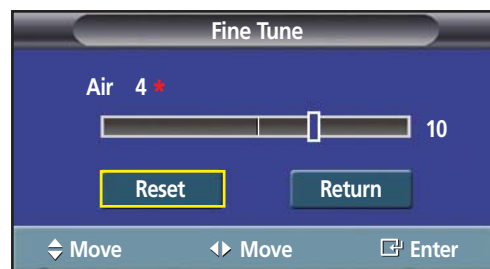 Fine Tune
Air 4 *
10
Reset Return
Move Move Enter